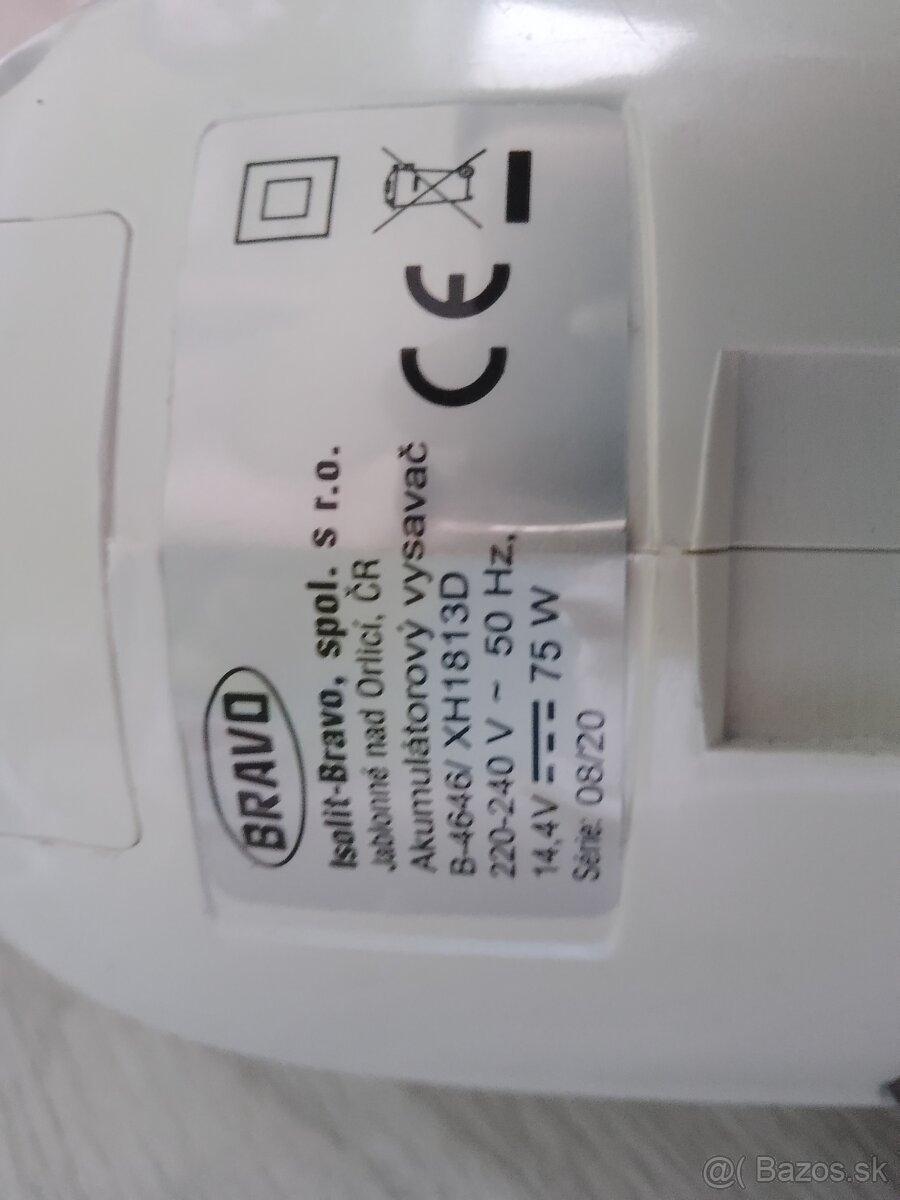 BRAVO
Isolit-Bravo, spol. s r.o.
Jablonné nad Orlicí, ČR
Akumulátorový vysavač
B-4646/ XH1813D
220-240 V ~ 50 Hz,
14,4V 75 W
Série: 08/20
CE
@( Bazos.sk